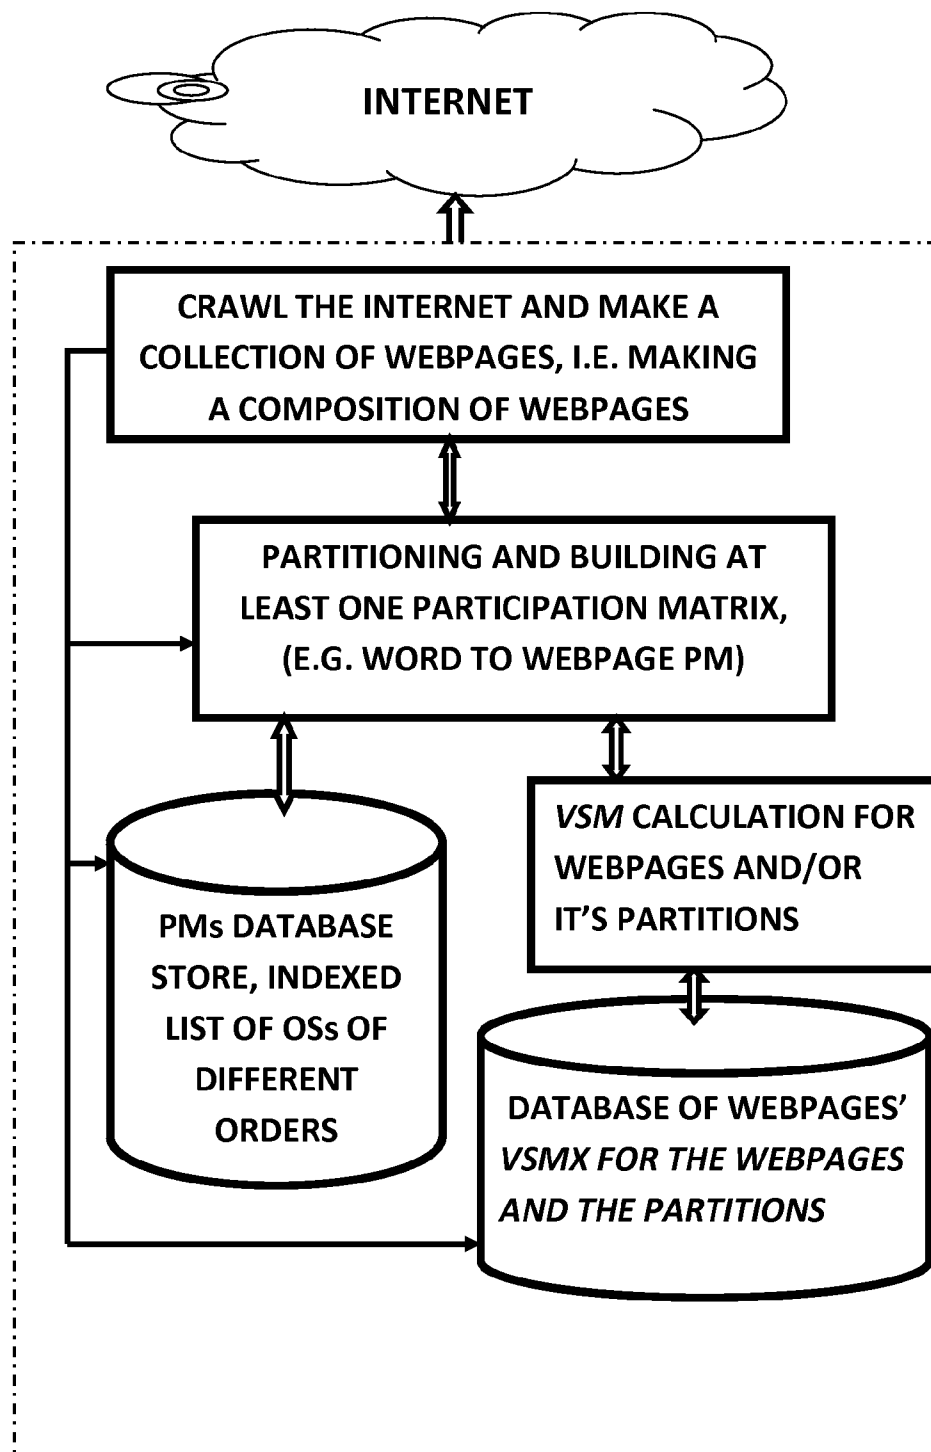 INTERNET
CRAWL THE INTERNET AND MAKE A
COLLECTION OF WEBPAGES, I.E. MAKING
A COMPOSITION OF WEBPAGES
PARTITIONING AND BUILDING AT
LEAST ONE PARTICIPATION MATRIX,
(E.G. WORD TO WEBPAGE PM)
VSM CALCULATION FOR
WEBPAGES AND/OR
IT’S PARTITIONS
PMs DATABASE
STORE, INDEXED
LIST OF OSs OF
DIFFERENT
ORDERS
DATABASE OF WEBPAGES’
VSMX FOR THE WEBPAGES
AND THE PARTITIONS